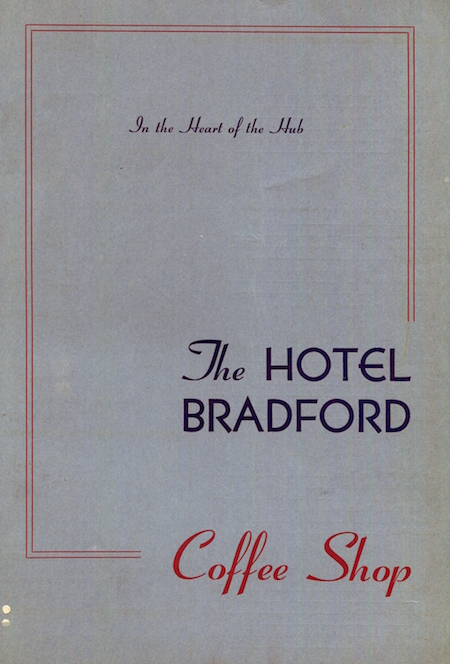 In the Heart of the Hub
The HOTEL
BRADFORD
Coffee Shop